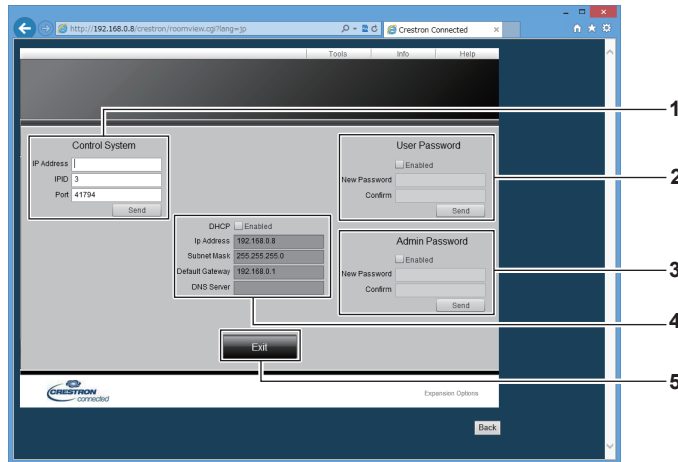 http://192.168.0.8/crestron/roomview.cgi?lang=jp
Crestron Connected
Tools Info Help
1
Control System
IP Address
IPID 3
Port 41794
Send
User Password
Enabled
New Password
Confirm
Send
2
DHCP Enabled
Ip Address 192.168.0.8
Subnet Mask 255.255.255.0
Default Gateway 192.168.0.1
DNS Server
Admin Password
Enabled
New Password
Confirm
Send
3
4
Exit
5
CRESTRON
connected
Expansion Options
Back